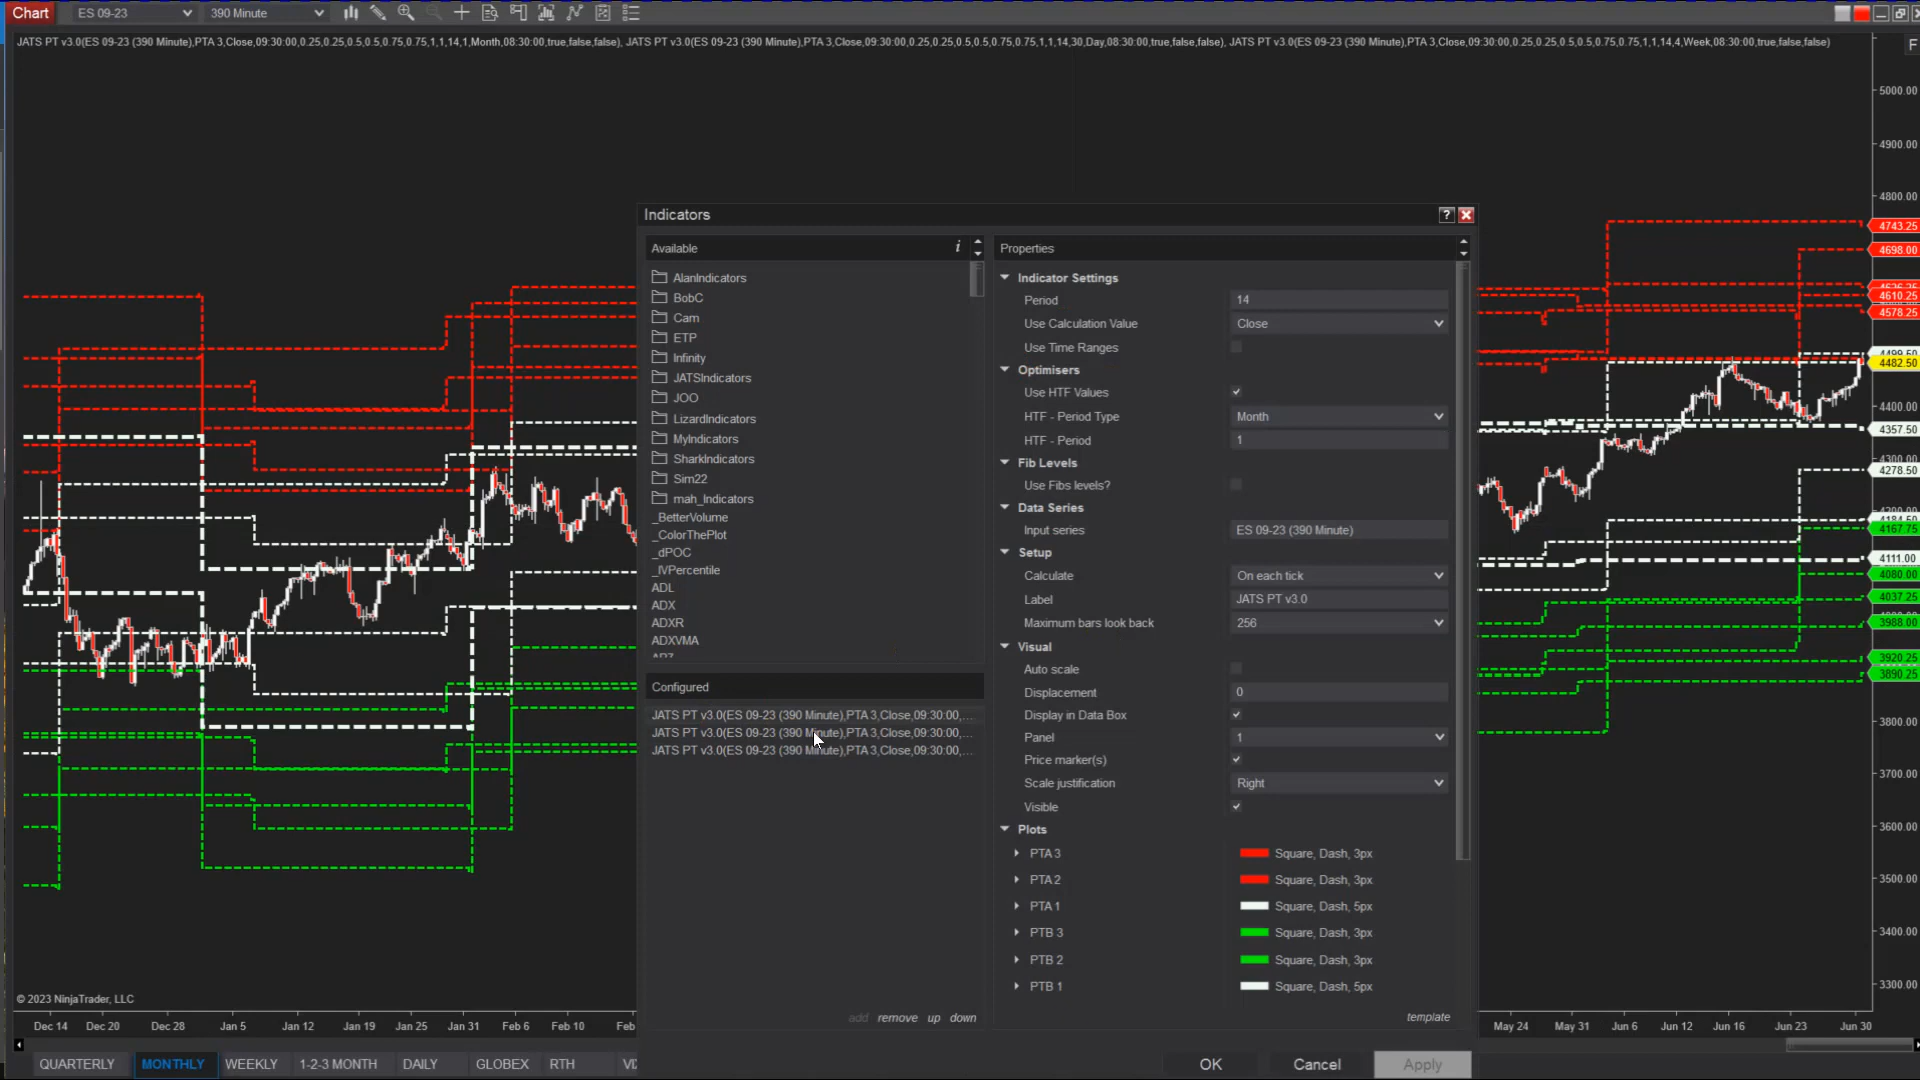 Chart
ES 09-23
390 Minute
JATS PT v3.0(ES 09-23 (390 Minute),PTA 3,Close,09:30:00,0.25,0.25,0.5,0.5,0.75,0.75,1,1,14,1,Month,08:30:00,true,false,false), JATS PT v3.0(ES 09-23 (390 Minute),PTA 3,Close,09:30:00,0.25,0.25,0.5,0.5,0.75,0.75,1,1,14,30,Day,08:30:00,true,false,false), JATS PT v3.0(ES 09-23 (390 Minute),PTA 3,Close,09:30:00,0.25,0.25,0.5,0.5,0.75,0.75,1,1,14,4,Week,08:30:00,true,false,false)
F
5000.00
4900.00
4800.00
4743.25
4698.00
4610.25
4578.25
4499.50
4482.50
4400.00
4357.50
4300.00
4278.50
4167.75
4111.00
4080.00
4037.25
3988.00
3920.25
3890.25
3800.00
3700.00
3600.00
3500.00
3400.00
3300.00
Indicators
?
Available
i
AlanIndicators
BobC
Cam
ETP
Infinity
JATSIndicators
JOO
LizardIndicators
MyIndicators
SharkIndicators
Sim22
mah_Indicators
_BetterVolume
_ColorThePlot
_dPOC
_IVPercentile
ADL
ADX
ADXR
ADXVMA
Configured
JATS PT v3.0(ES 09-23 (390 Minute),PTA 3,Close,09:30:00,...
JATS PT v3.0(ES 09-23 (390 Minute),PTA 3,Close,09:30:00,...
JATS PT v3.0(ES 09-23 (390 Minute),PTA 3,Close,09:30:00,...
add remove up down
Properties
Indicator Settings
Period 14
Use Calculation Value Close
Use Time Ranges
Optimisers
Use HTF Values
HTF - Period Type Month
HTF - Period 1
Fib Levels
Use Fibs levels?
Data Series
Input series ES 09-23 (390 Minute)
Setup
Calculate On each tick
Label JATS PT v3.0
Maximum bars look back 256
Visual
Auto scale
Displacement 0
Display in Data Box
Panel 1
Price marker(s)
Scale justification Right
Visible
Plots
PTA 3 Square, Dash, 3px
PTA 2 Square, Dash, 3px
PTA 1 Square, Dash, 5px
PTB 3 Square, Dash, 3px
PTB 2 Square, Dash, 3px
PTB 1 Square, Dash, 5px
template
OK Cancel Apply
© 2023 NinjaTrader, LLC
Dec 14 Dec 20 Dec 28 Jan 5 Jan 12 Jan 19 Jan 25 Jan 31 Feb 6 Feb 10 Feb
May 24 May 31 Jun 6 Jun 12 Jun 16 Jun 23 Jun 30
QUARTERLY MONTHLY WEEKLY 1-2-3 MONTH DAILY GLOBEX RTH